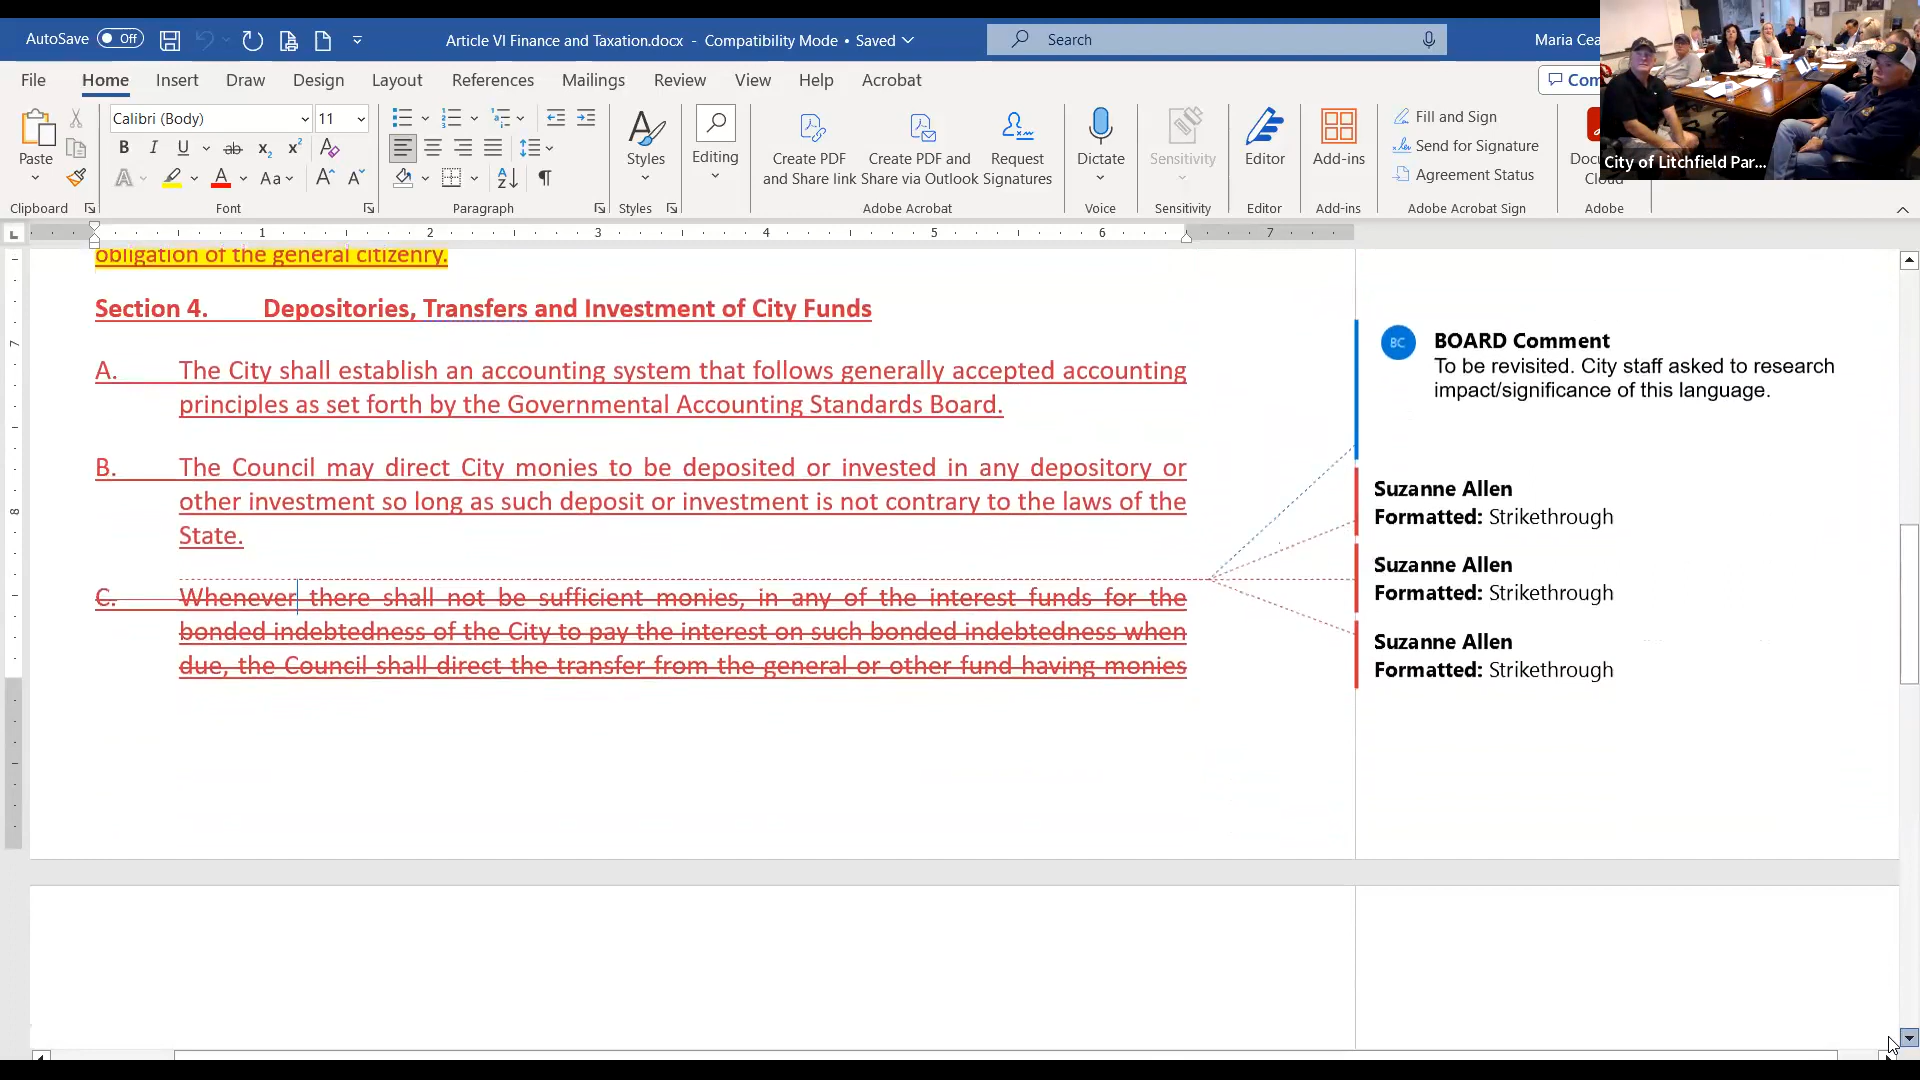 AutoSave Off Article VI Finance and Taxation.docx - Compatibility Mode • Saved Search Maria Cea
File Home Insert Draw Design Layout References Mailings Review View Help Acrobat Com
Calibri (Body) 11
Paste Styles Editing Create PDF and Share link Create PDF and Share via Outlook Request Signatures Dictate Sensitivity Editor Add-ins
Fill and Sign
Send for Signature
Agreement Status
Clipboard Font Paragraph Styles Adobe Acrobat Voice Sensitivity Editor Add-ins Adobe Acrobat Sign Adobe
City of Litchfield Par...
1 2 3 4 5 6 7
obligation of the general citizenry.
Section 4. Depositories, Transfers and Investment of City Funds
A. The City shall establish an accounting system that follows generally accepted accounting
principles as set forth by the Governmental Accounting Standards Board.
B. The Council may direct City monies to be deposited or invested in any depository or
other investment so long as such deposit or investment is not contrary to the laws of the
State.
C. Whenever there shall not be sufficient monies, in any of the interest funds for the
bonded indebtedness of the City to pay the interest on such bonded indebtedness when
due, the Council shall direct the transfer from the general or other fund having monies
BC BOARD Comment
To be revisited. City staff asked to research
impact/significance of this language.
Suzanne Allen
Formatted: Strikethrough
Suzanne Allen
Formatted: Strikethrough
Suzanne Allen
Formatted: Strikethrough
7
8